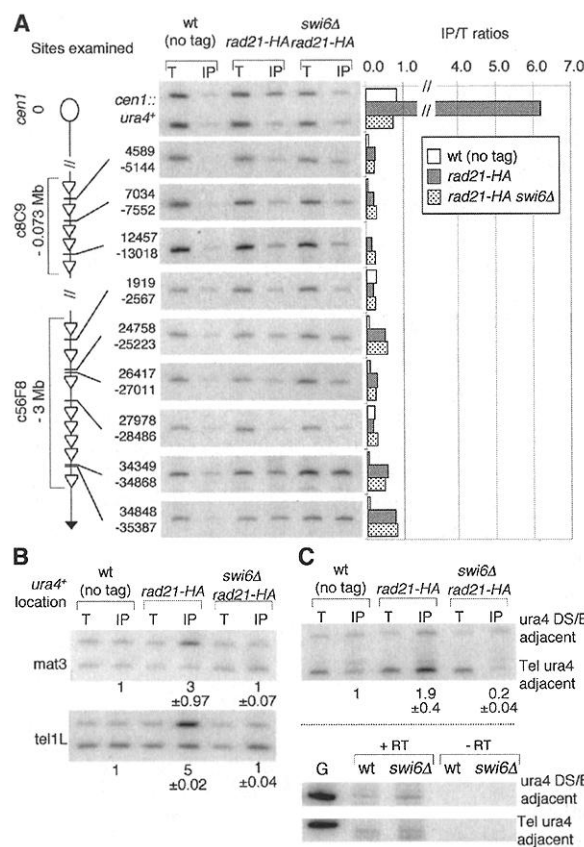 A
Sites examined
wt
(no tag)
rad21-HA
swi6Δ
rad21-HA
IP/T ratios
T IP T IP T IP
0.0 1.0 // 4.0 5.0 6.0 7.0
cen1
0
cen1::
ura4+
//
//
wt (no tag)
rad21-HA
rad21-HA swi6Δ
//
c8C9
- 0.073 Mb
4589
-5144
7034
-7552
12457
-13018
//
c56F8
- 3 Mb
1919
-2567
24758
-25223
26417
-27011
27978
-28486
34349
-34868
34848
-35387
B
ura4+
location
wt
(no tag)
rad21-HA
swi6Δ
rad21-HA
T IP T IP T IP
mat3
1 3 1
±0.97 ±0.07
tel1L
1 5 1
±0.02 ±0.04
C
wt
(no tag)
rad21-HA
swi6Δ
rad21-HA
T IP T IP T IP
ura4 DS/E
adjacent
Tel ura4
adjacent
1 1.9 0.2
±0.4 ±0.04
+ RT - RT
G wt swi6Δ wt swi6Δ
ura4 DS/E
adjacent
Tel ura4
adjacent